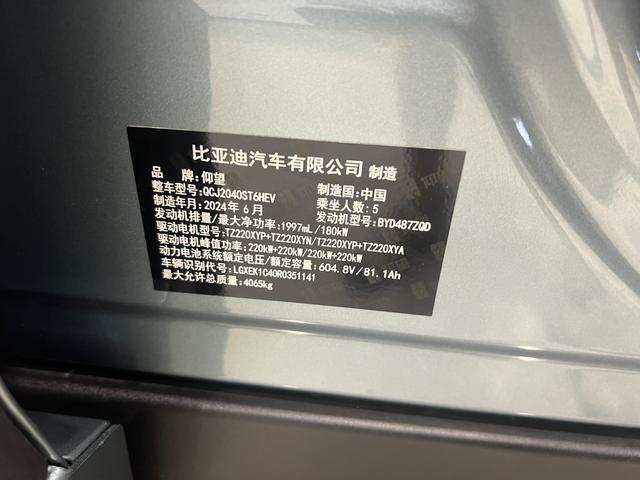 比亚迪汽车有限公司 制造
品 牌:仰望
整车型号:QCJ2040ST6HEV 制造国:中国
制造年月:2024年6月 乘坐人数:5
发动机排量/最大净功率:1997mL/180kW 发动机型号:BYD487ZQD
驱动电机型号:TZ220XYP+TZ220XYN/TZ220XYP+TZ220XYA
驱动电机峰值功率:220kW+220kW/220kW+220kW
动力电池系统额定电压/额定容量:604.8V/81.1Ah
车辆识别代号:LGXEK1C40R0351141
最大允许总质量:4065kg